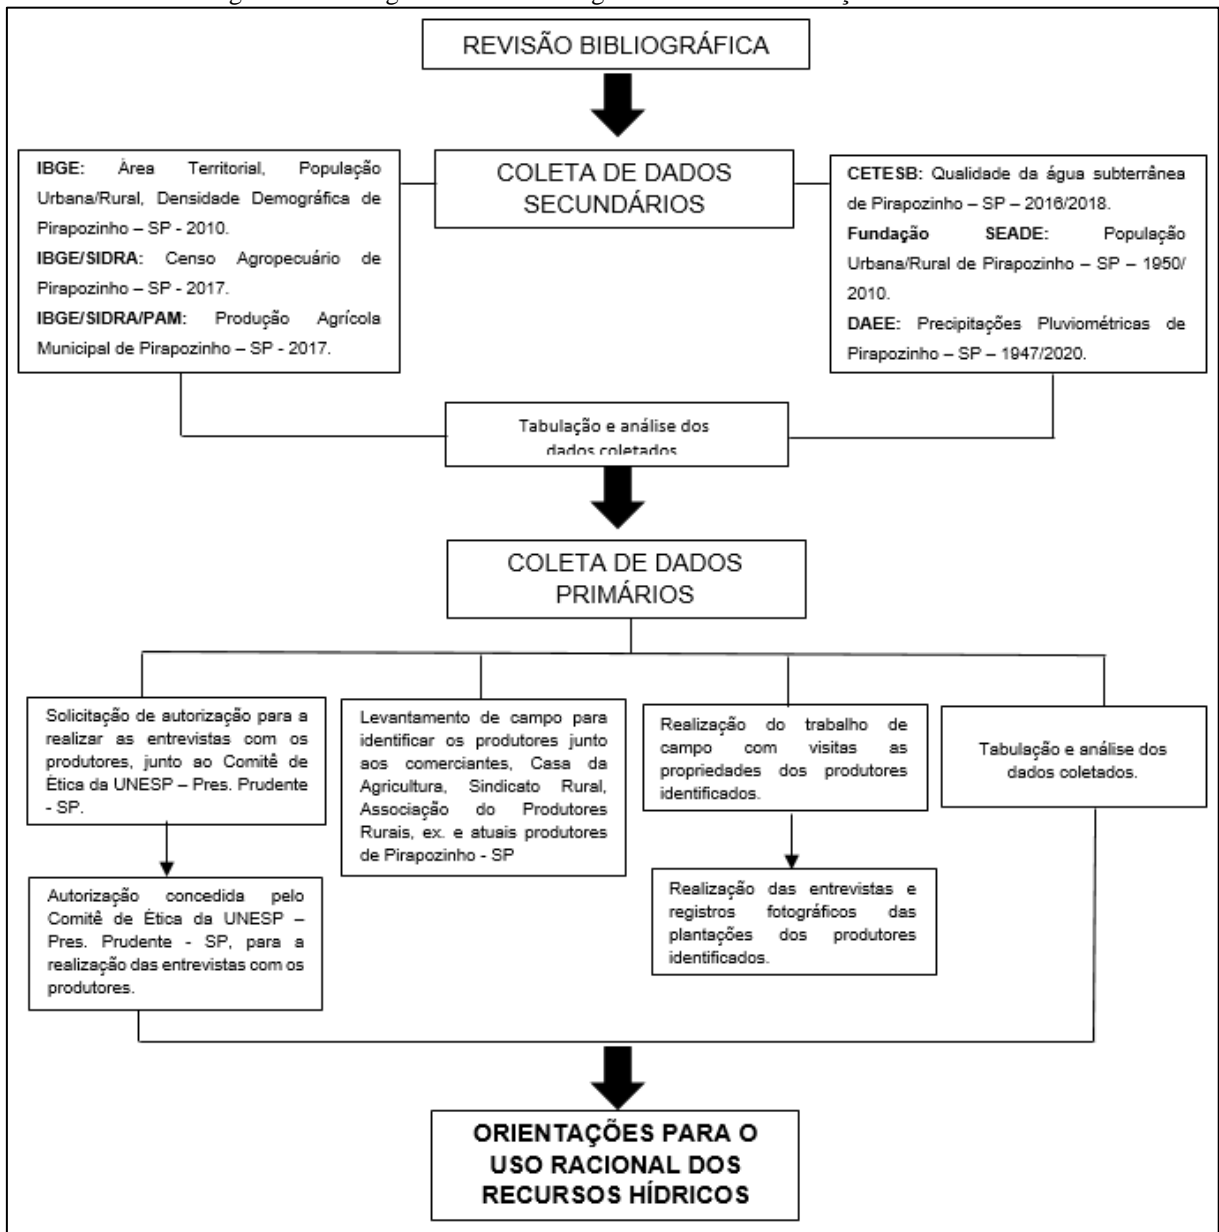 REVISÃO BIBLIOGRÁFICA
COLETA DE DADOS
SECUNDÁRIOS
IBGE: Área Territorial, População
Urbana/Rural, Densidade Demográfica de
Pirapozinho – SP - 2010.
IBGE/SIDRA: Censo Agropecuário de
Pirapozinho – SP - 2017.
IBGE/SIDRA/PAM: Produção Agrícola
Municipal de Pirapozinho – SP - 2017.
CETESB: Qualidade da água subterrânea
de Pirapozinho – SP – 2016/2018.
Fundação SEADE: População
Urbana/Rural de Pirapozinho – SP – 1950/
2010.
DAEE: Precipitações Pluviométricas de
Pirapozinho – SP – 1947/2020.
Tabulação e análise dos
dados coletados
COLETA DE DADOS
PRIMÁRIOS
Solicitação de autorização para a
realizar as entrevistas com os
produtores, junto ao Comitê de
Ética da UNESP – Pres. Prudente
- SP.
Autorização concedida pelo
Comitê de Ética da UNESP –
Pres. Prudente - SP, para a
realização das entrevistas com os
produtores.
Levantamento de campo para
identificar os produtores junto
aos comerciantes, Casa da
Agricultura, Sindicato Rural,
Associação do Produtores
Rurais, ex. e atuais produtores
de Pirapozinho - SP
Realização do trabalho de
campo com visitas as
propriedades dos produtores
identificados.
Realização das entrevistas e
registros fotográficos das
plantações dos produtores
identificados.
Tabulação e análise dos
dados coletados.
ORIENTAÇÕES PARA O
USO RACIONAL DOS
RECURSOS HÍDRICOS